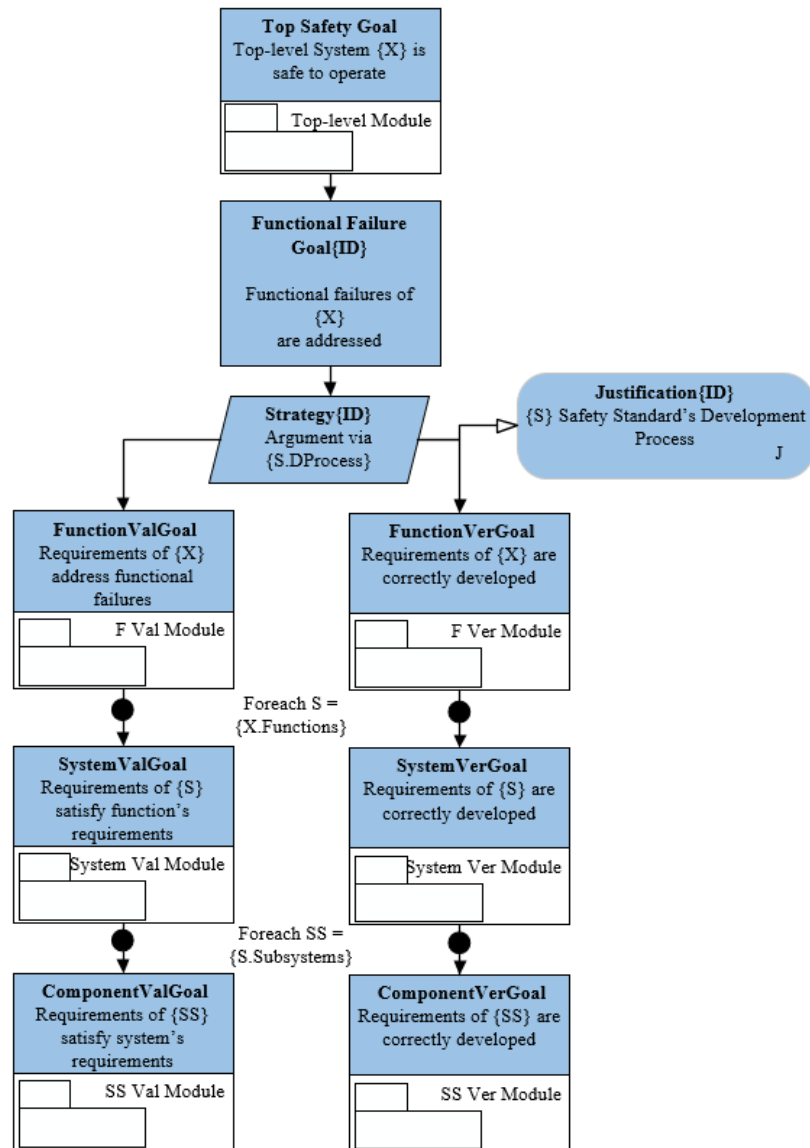 Top Safety Goal
Top-level System {X} is
safe to operate
Top-level Module
Functional Failure
Goal{ID}
Functional failures of
{X}
are addressed
Strategy{ID}
Argument via
{S.DProcess}
Justification{ID}
{S} Safety Standard's Development
Process
J
FunctionValGoal
Requirements of {X}
address functional
failures
F Val Module
FunctionVerGoal
Requirements of {X} are
correctly developed
F Ver Module
Foreach S =
{X.Functions}
SystemValGoal
Requirements of {S}
satisfy function's
requirements
System Val Module
SystemVerGoal
Requirements of {S} are
correctly developed
System Ver Module
Foreach SS =
{S.Subsystems}
ComponentValGoal
Requirements of {SS}
satisfy system's
requirements
SS Val Module
ComponentVerGoal
Requirements of {SS} are
correctly developed
SS Ver Module